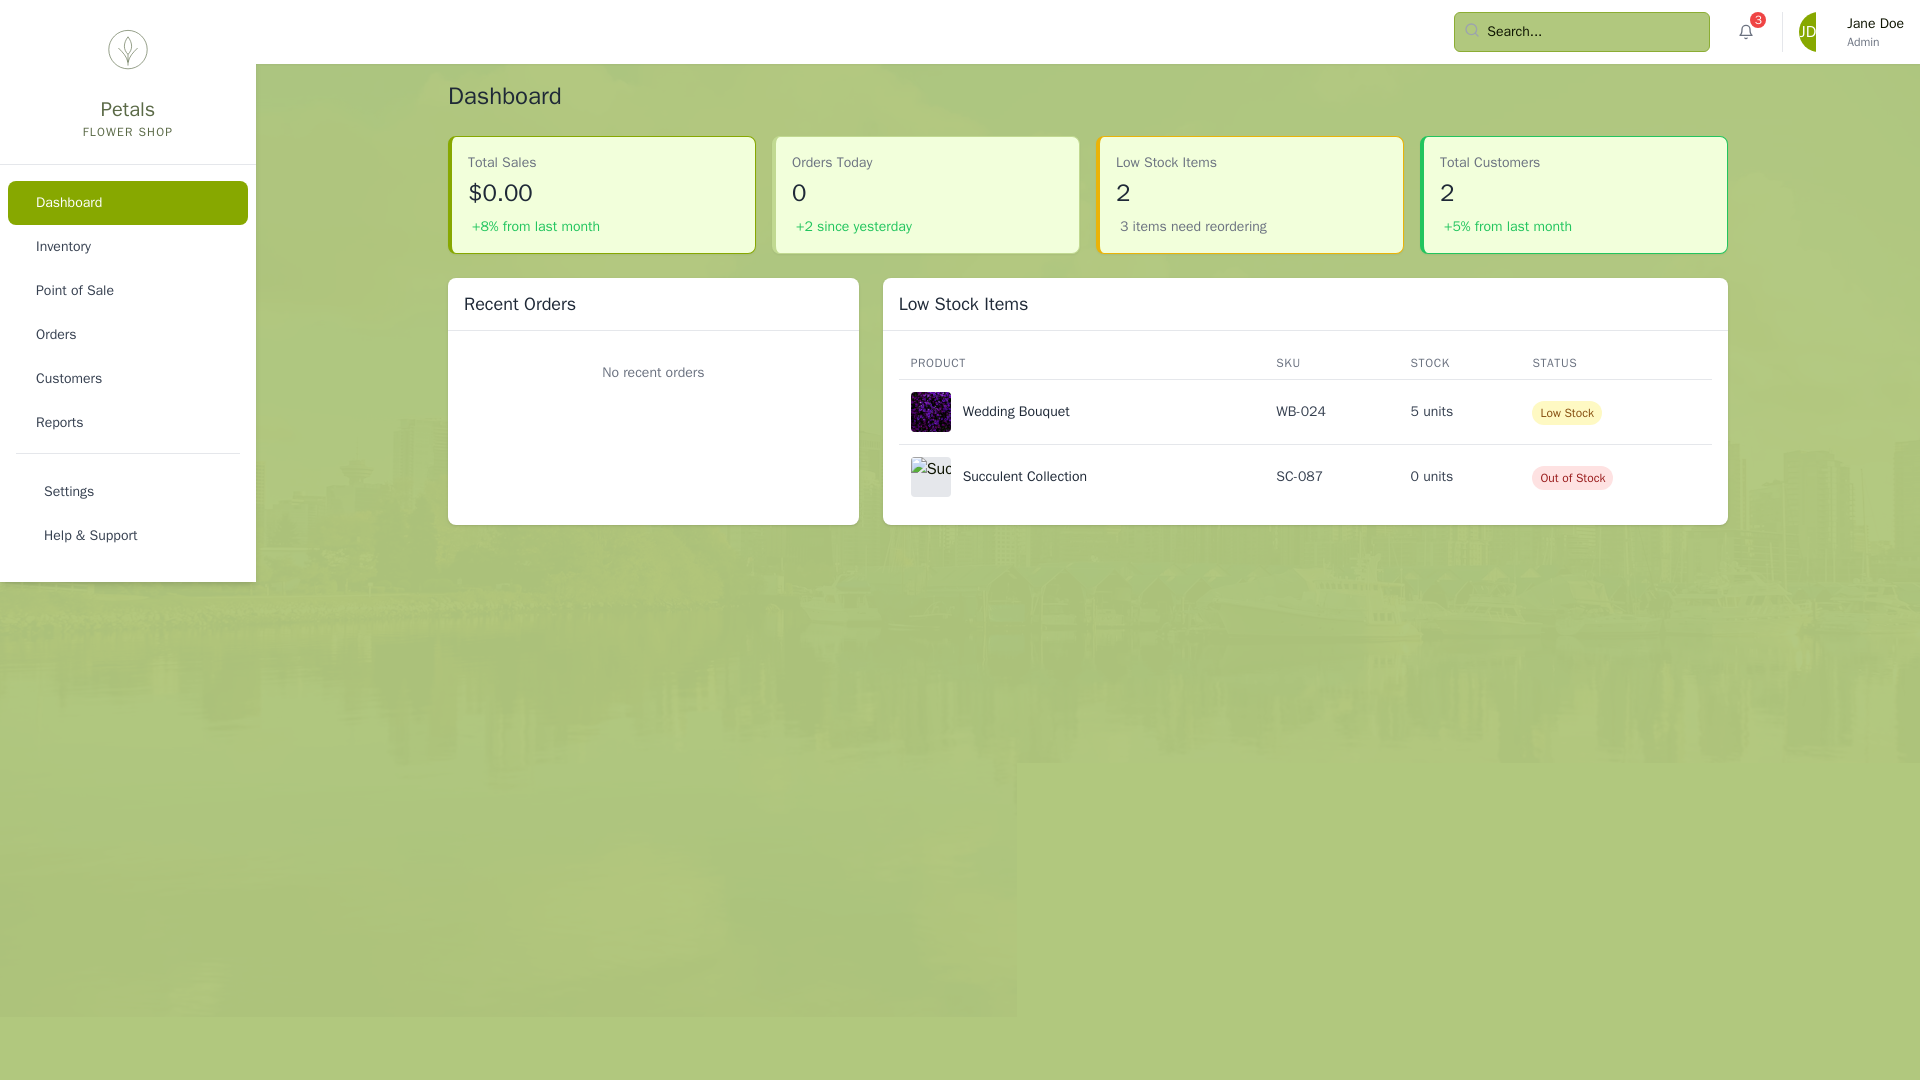 Petals
FLOWER SHOP
Dashboard
Inventory
Point of Sale
Orders
Customers
Reports
Settings
Help & Support
Search...
3
JD
Jane Doe
Admin
Dashboard
Total Sales
$0.00
+8% from last month
Orders Today
0
+2 since yesterday
Low Stock Items
2
3 items need reordering
Total Customers
2
+5% from last month
Recent Orders
No recent orders
Low Stock Items
PRODUCT SKU STOCK STATUS
Wedding Bouquet WB-024 5 units Low Stock
Suc Succulent Collection SC-087 0 units Out of Stock